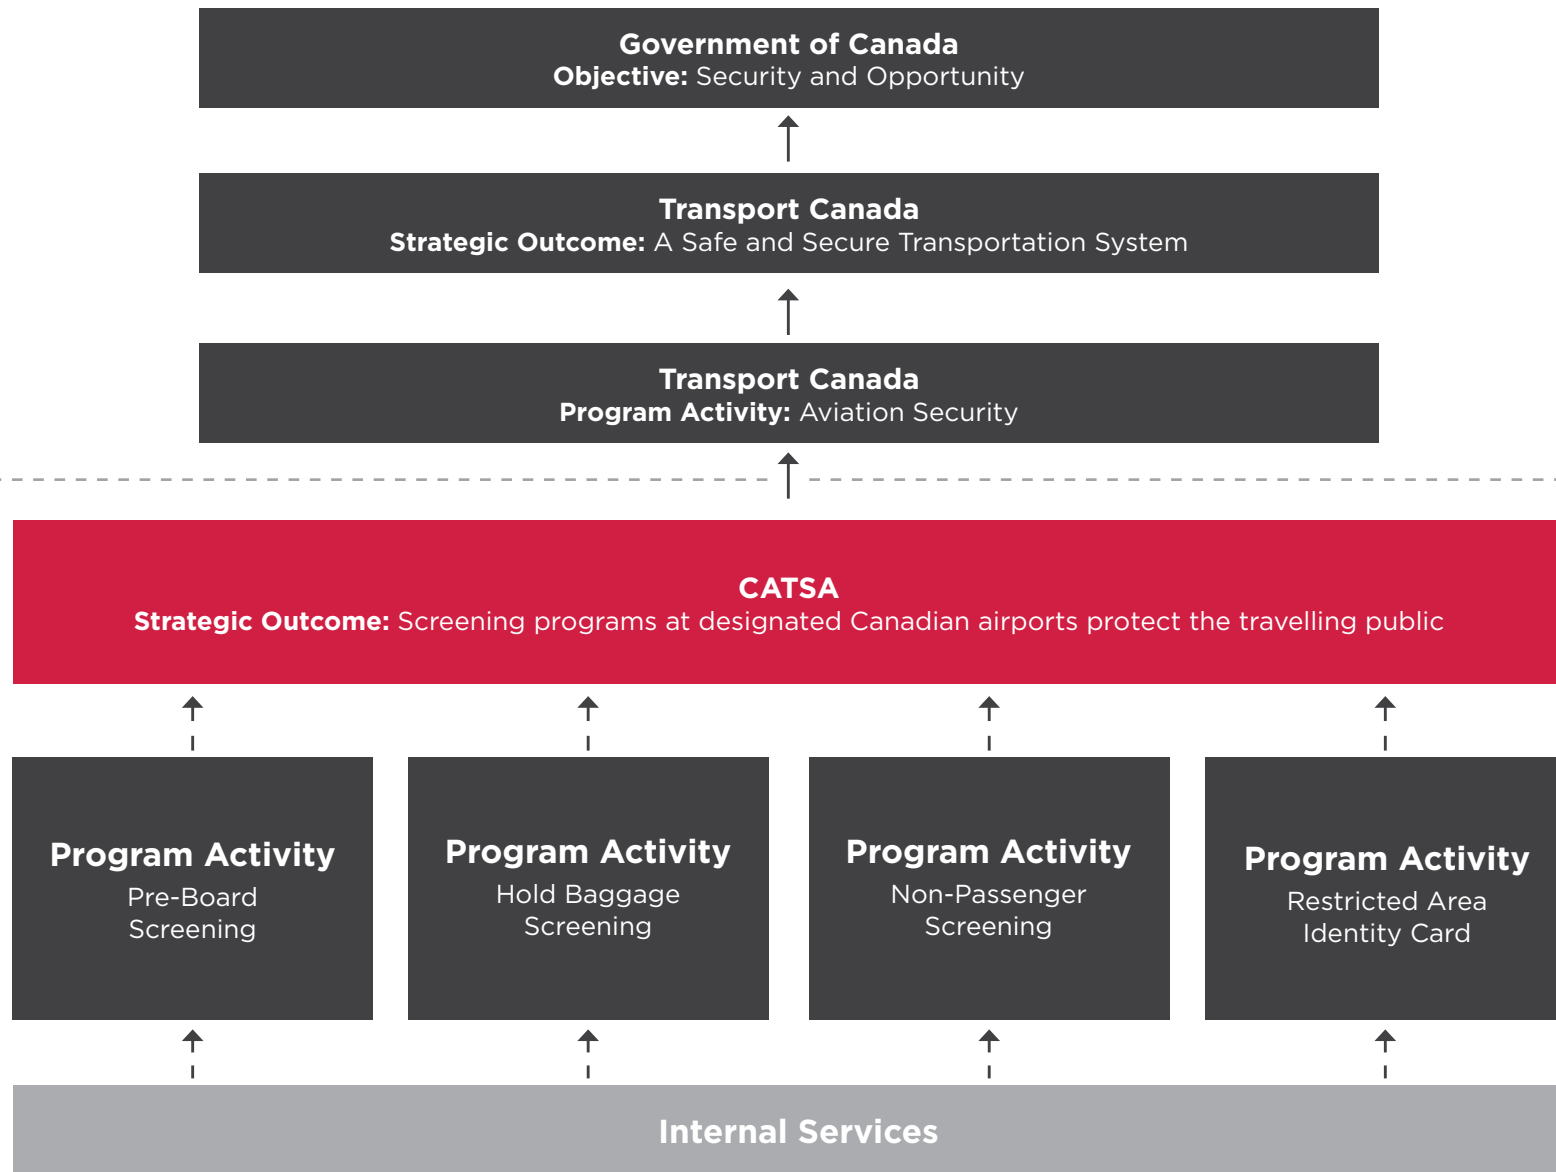 Government of Canada
Objective: Security and Opportunity
Transport Canada
Strategic Outcome: A Safe and Secure Transportation System
Transport Canada
Program Activity: Aviation Security
CATSA
Strategic Outcome: Screening programs at designated Canadian airports protect the travelling public
Program Activity
Pre-Board
Screening
Program Activity
Hold Baggage
Screening
Program Activity
Non-Passenger
Screening
Program Activity
Restricted Area
Identity Card
Internal Services